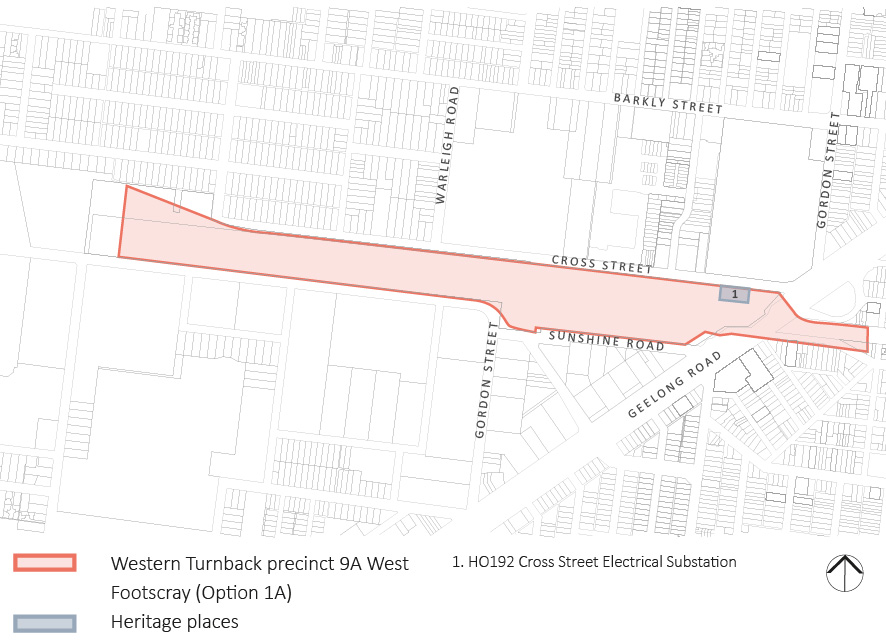 BARKLY STREET
WARLEIGH ROAD
GORDON STREET
CROSS STREET
1
SUNSHINE ROAD
GORDON STREET
GEELONG ROAD
Western Turnback precinct 9A West
Footscray (Option 1A)
Heritage places
1. HO192 Cross Street Electrical Substation